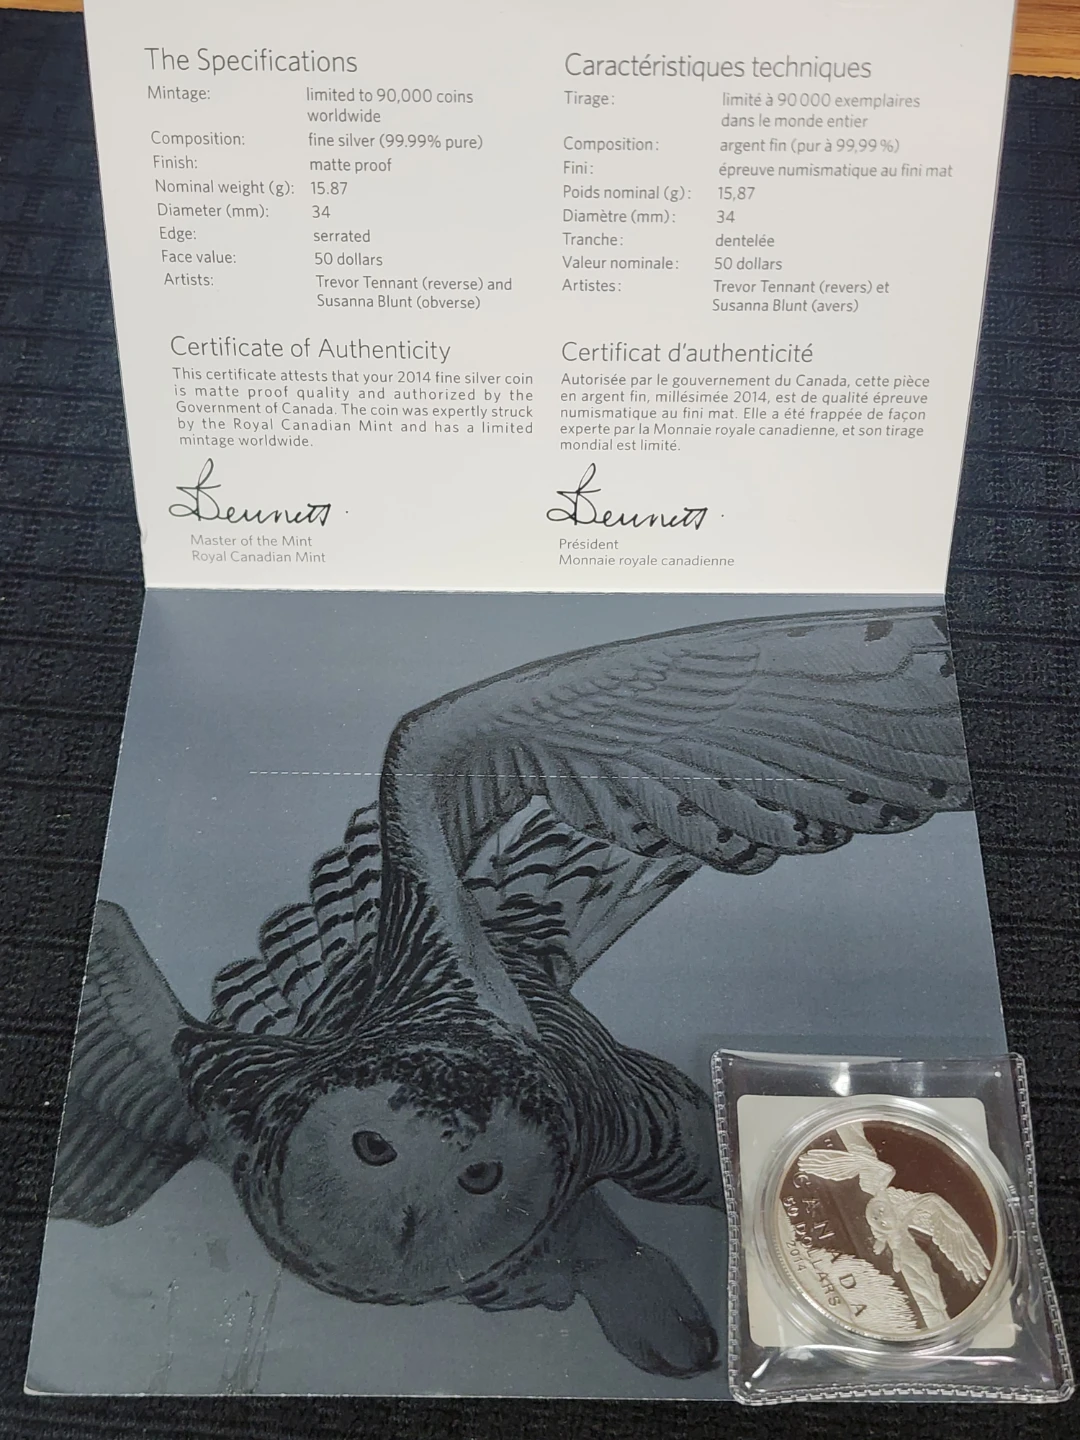 The Specifications
Mintage: limited to 90,000 coins
worldwide
Composition: fine silver (99.99% pure)
Finish: matte proof
Nominal weight (g): 15.87
Diameter (mm): 34
Edge: serrated
Face value: 50 dollars
Artists: Trevor Tennant (reverse) and
Susanna Blunt (obverse)
Certificate of Authenticity
This certificate attests that your 2014 fine silver coin
is matte proof quality and authorized by the
Government of Canada. The coin was expertly struck
by the Royal Canadian Mint and has a limited
mintage worldwide.
Bennett
Master of the Mint
Royal Canadian Mint
Caractéristiques techniques
Tirage: limité à 90 000 exemplaires
dans le monde entier
Composition: argent fin (pur à 99,99 %)
Fini: épreuve numismatique au fini mat
Poids nominal (g): 15,87
Diamètre (mm): 34
Tranche: dentelée
Valeur nominale: 50 dollars
Artistes: Trevor Tennant (revers) et
Susanna Blunt (avers)
Certificat d'authenticité
Autorisée par le gouvernement du Canada, cette pièce
en argent fin, millésimée 2014, est de qualité épreuve
numismatique au fini mat. Elle a été frappée de façon
experte par la Monnaie royale canadienne, et son tirage
mondial est limité.
Bennett
Président
Monnaie royale canadienne
CANADA
50 DOLLARS
2014